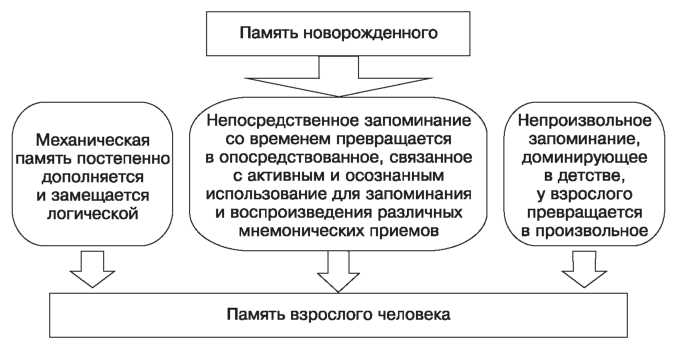 Память новорожденного
Механическая
память постепенно
дополняется
и замещается
логической
Непосредственное запоминание
со временем превращается
в опосредствованное, связанное
с активным и осознанным
использование для запоминания
и воспроизведения различных
мнемонических приемов
Непроизвольное
запоминание,
доминирующее
в детстве,
у взрослого
превращается
в произвольное
Память взрослого человека